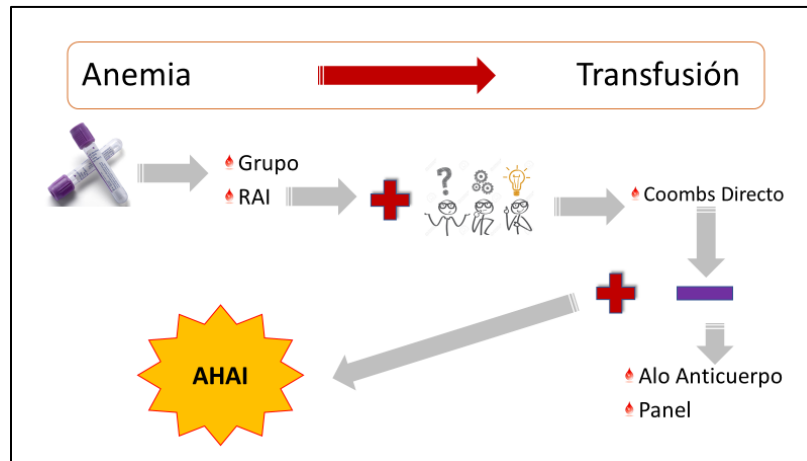 Anemia
Transfusión
Grupo
RAI
Coombs Directo
AHAI
Alo Anticuerpo
Panel